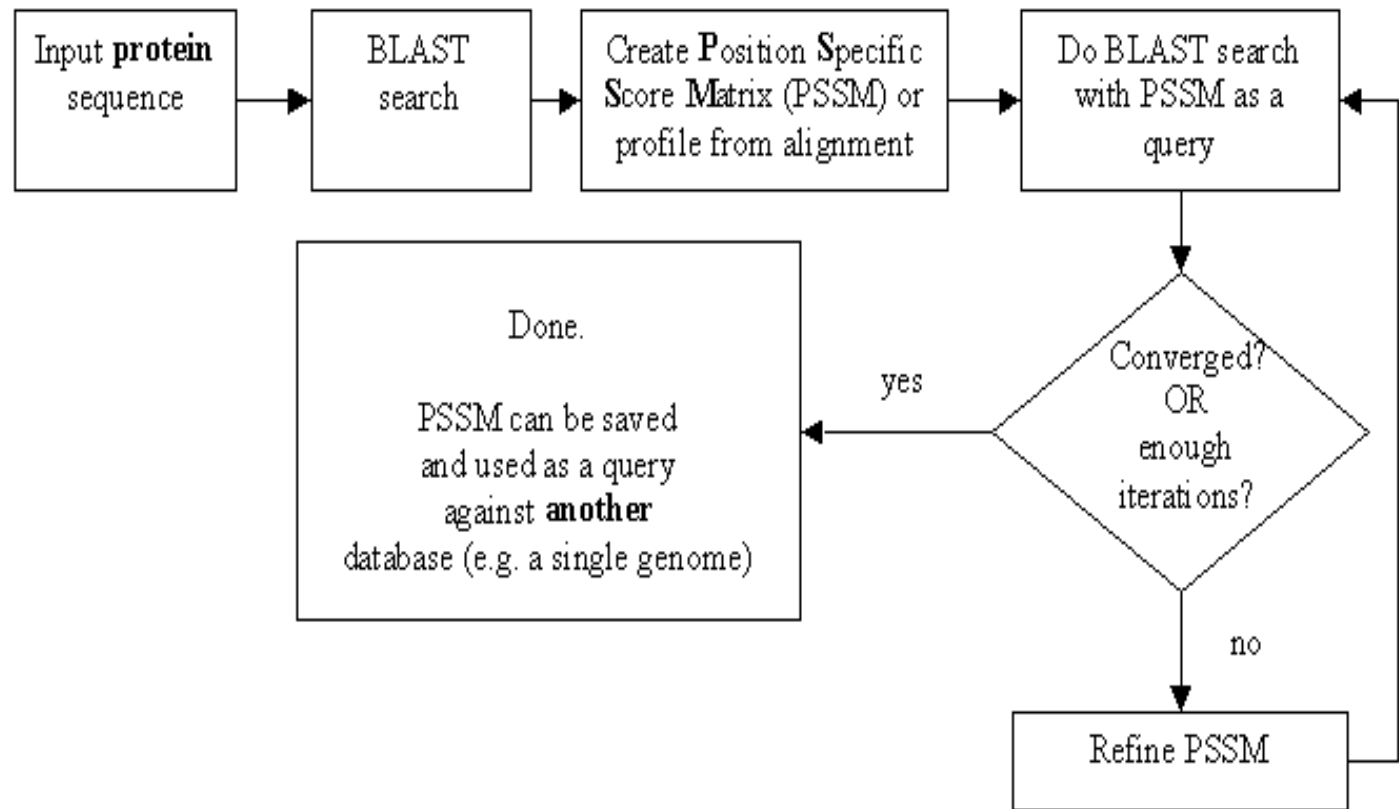 Input protein
sequence
BLAST
search
Create Position Specific
Score Matrix (PSSM) or
profile from alignment
Do BLAST search
with PSSM as a
query
Converged?
OR
enough
iterations?
yes
Done.
PSSM can be saved
and used as a query
against another
database (e.g. a single genome)
no
Refine PSSM